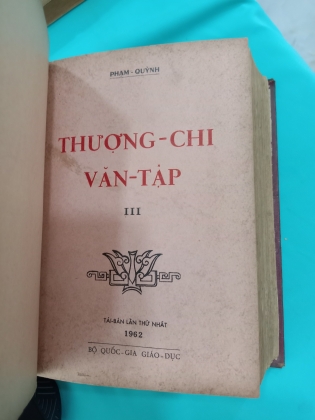 PHẠM-QUỲNH
THƯỢNG-CHI
VĂN-TẬP
III
TÁI-BẢN LẦN THỨ NHẤT
1962
BỘ QUỐC-GIA GIÁO-DỤC